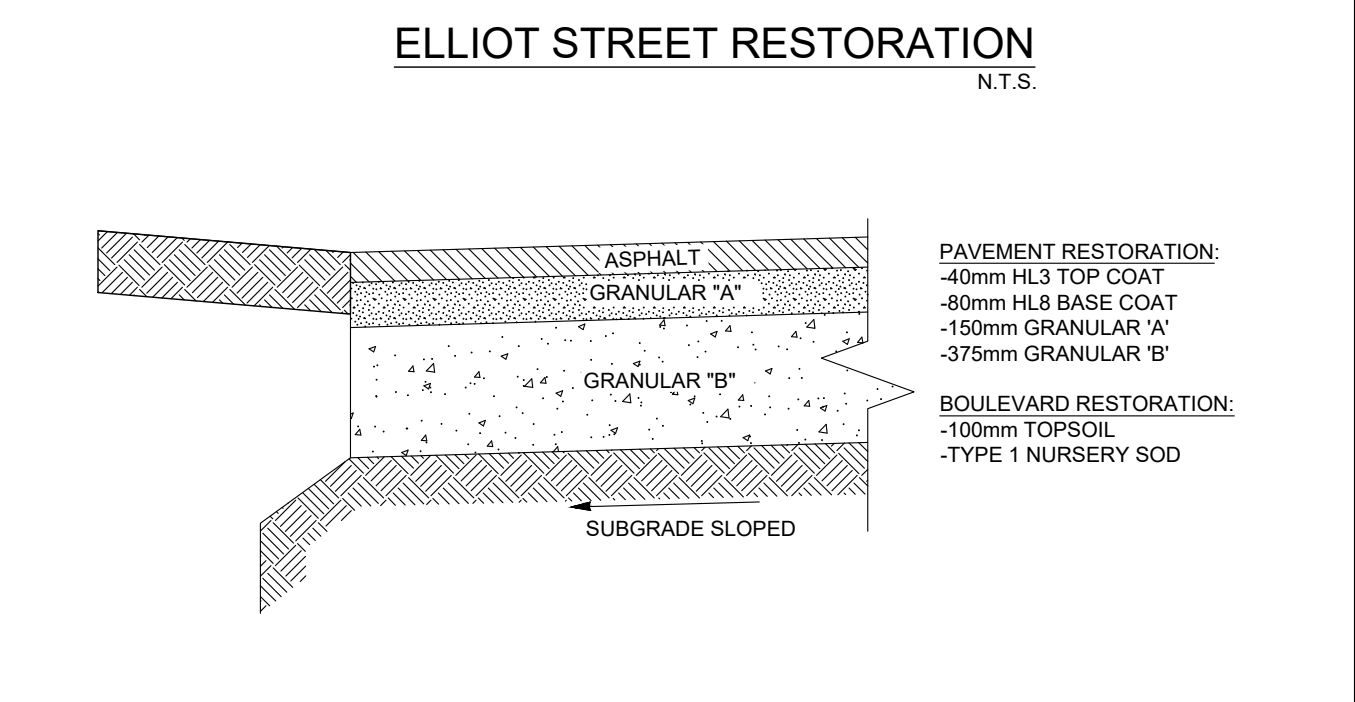 ELLIOT STREET RESTORATION
N.T.S.
ASPHALT
GRANULAR "A"
GRANULAR "B"
SUBGRADE SLOPED
PAVEMENT RESTORATION:
-40mm HL3 TOP COAT
-80mm HL8 BASE COAT
-150mm GRANULAR 'A'
-375mm GRANULAR 'B'
BOULEVARD RESTORATION:
-100mm TOPSOIL
-TYPE 1 NURSERY SOD